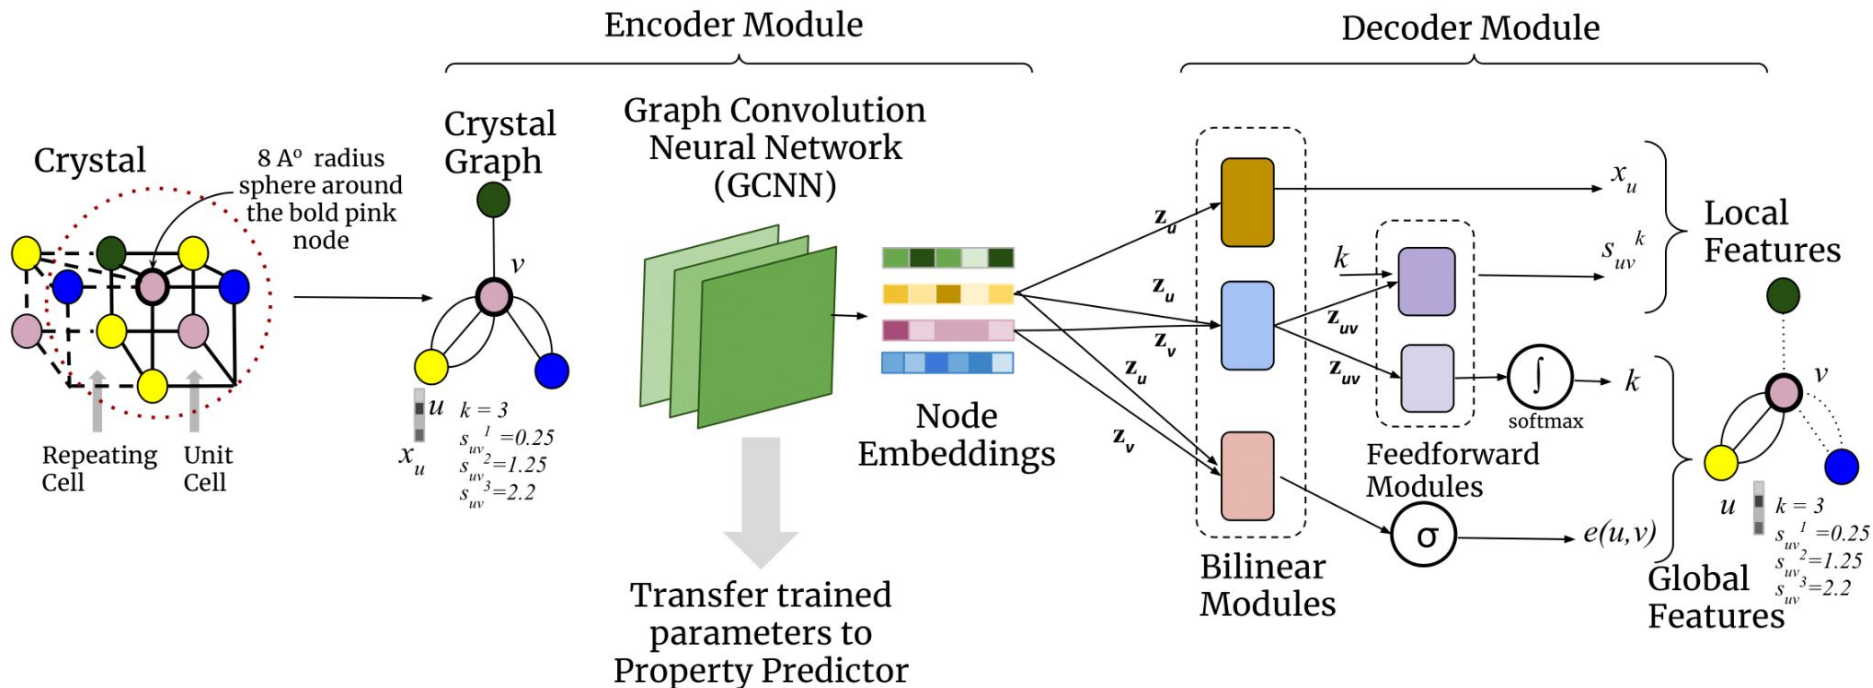 Encoder Module
Decoder Module
Crystal
8 Aº radius
sphere around
the bold pink
node
Repeating
Cell
Unit
Cell
Crystal
Graph
v
u
x_u
k = 3
s_uv^1 =0.25
s_uv^2=1.25
s_uv^3=2.2
Graph Convolution
Neural Network
(GCNN)
Transfer trained
parameters to
Property Predictor
Node
Embeddings
z_u
z_u
z_v
z_u
z_v
Bilinear
Modules
k
z_uv
z_uv
Feedforward
Modules
∫
softmax
σ
x_u
s_uv^k
k
e(u,v)
Local
Features
Global
Features
v
u
k = 3
s_uv^1 =0.25
s_uv^2=1.25
s_uv^3=2.2